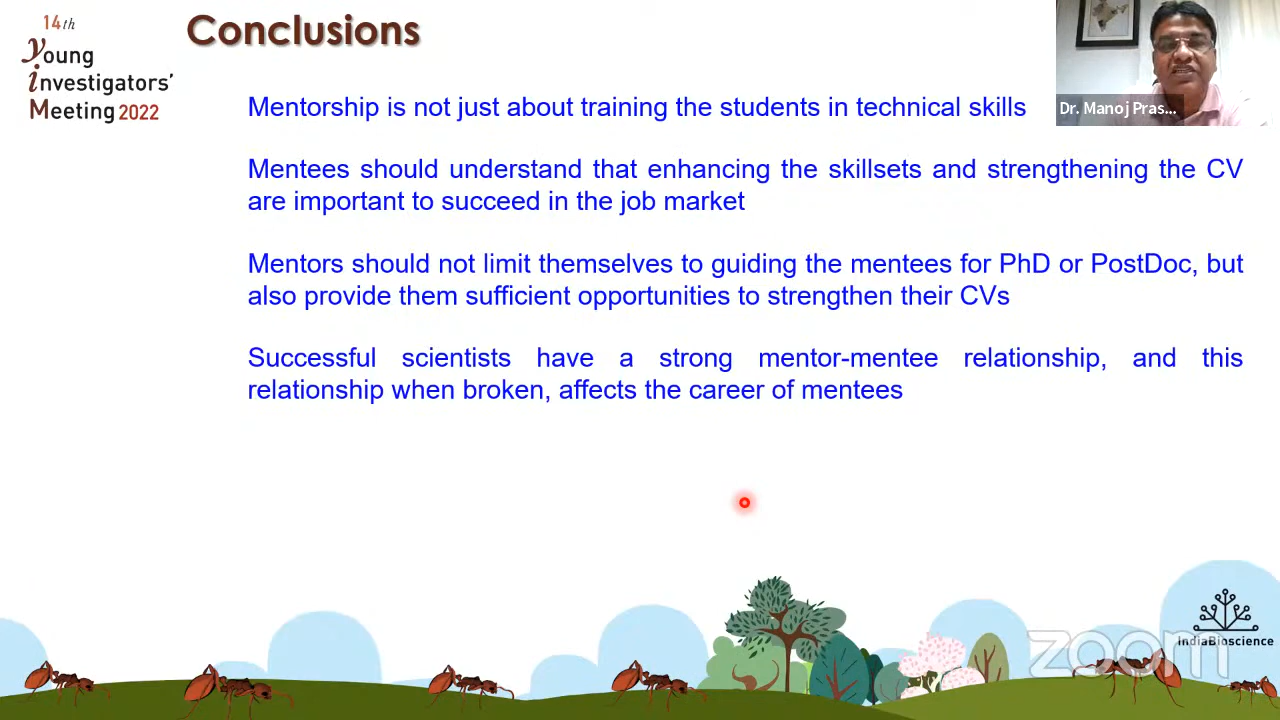 14th
Young
Investigators’
Meeting 2022
Conclusions
Dr. Manoj Pras...
Mentorship is not just about training the students in technical skills
Mentees should understand that enhancing the skillsets and strengthening the CV
are important to succeed in the job market
Mentors should not limit themselves to guiding the mentees for PhD or PostDoc, but
also provide them sufficient opportunities to strengthen their CVs
Successful scientists have a strong mentor-mentee relationship, and this
relationship when broken, affects the career of mentees
IndiaBioscience
zoom